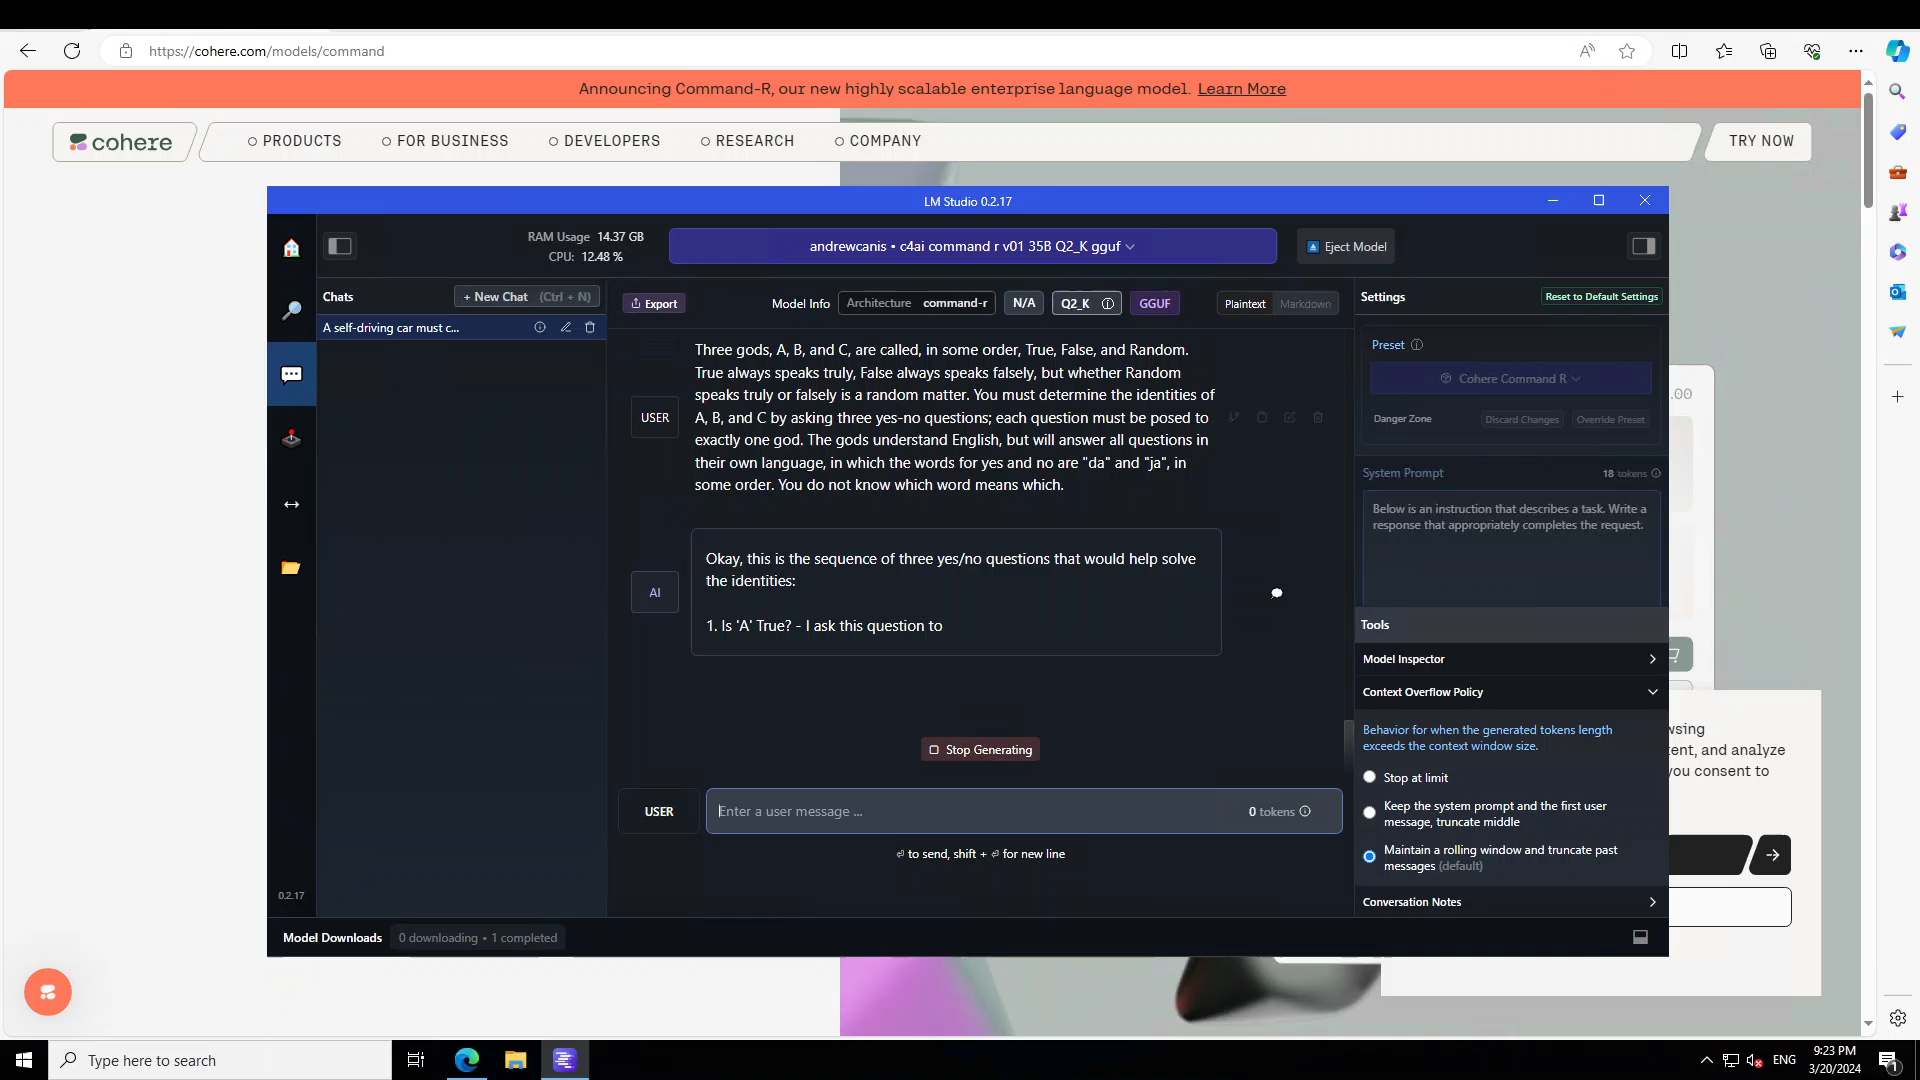 https://cohere.com/models/command
Announcing Command-R, our new highly scalable enterprise language model. Learn More
cohere
PRODUCTS
FOR BUSINESS
DEVELOPERS
RESEARCH
COMPANY
TRY NOW
LM Studio 0.2.17
RAM Usage 14.37 GB
CPU: 12.48 %
andrewcanis • c4ai command r v01 35B Q2_K gguf
Eject Model
Chats
+ New Chat (Ctrl + N)
A self-driving car must c...
Export
Model Info
Architecture command-r
N/A
Q2_K
GGUF
Plaintext
Markdown
USER
Three gods, A, B, and C, are called, in some order, True, False, and Random.
True always speaks truly, False always speaks falsely, but whether Random
speaks truly or falsely is a random matter. You must determine the identities of
A, B, and C by asking three yes-no questions; each question must be posed to
exactly one god. The gods understand English, but will answer all questions in
their own language, in which the words for yes and no are "da" and "ja", in
some order. You do not know which word means which.
AI
Okay, this is the sequence of three yes/no questions that would help solve
the identities:
1. Is 'A' True? - I ask this question to
Stop Generating
USER
Enter a user message ...
0 tokens
⏎ to send, shift + ⏎ for new line
Settings
Reset to Default Settings
Preset
Cohere Command R
Danger Zone
Discard Changes
Override Preset
System Prompt
18 tokens
Below is an instruction that describes a task. Write a
response that appropriately completes the request.
Tools
Model Inspector
Context Overflow Policy
Behavior for when the generated tokens length
exceeds the context window size.
Stop at limit
Keep the system prompt and the first user
message, truncate middle
Maintain a rolling window and truncate past
messages (default)
Conversation Notes
0.2.17
Model Downloads
0 downloading • 1 completed
.00
wsing
tent, and analyze
you consent to
Type here to search
ENG
9:23 PM
3/20/2024
1